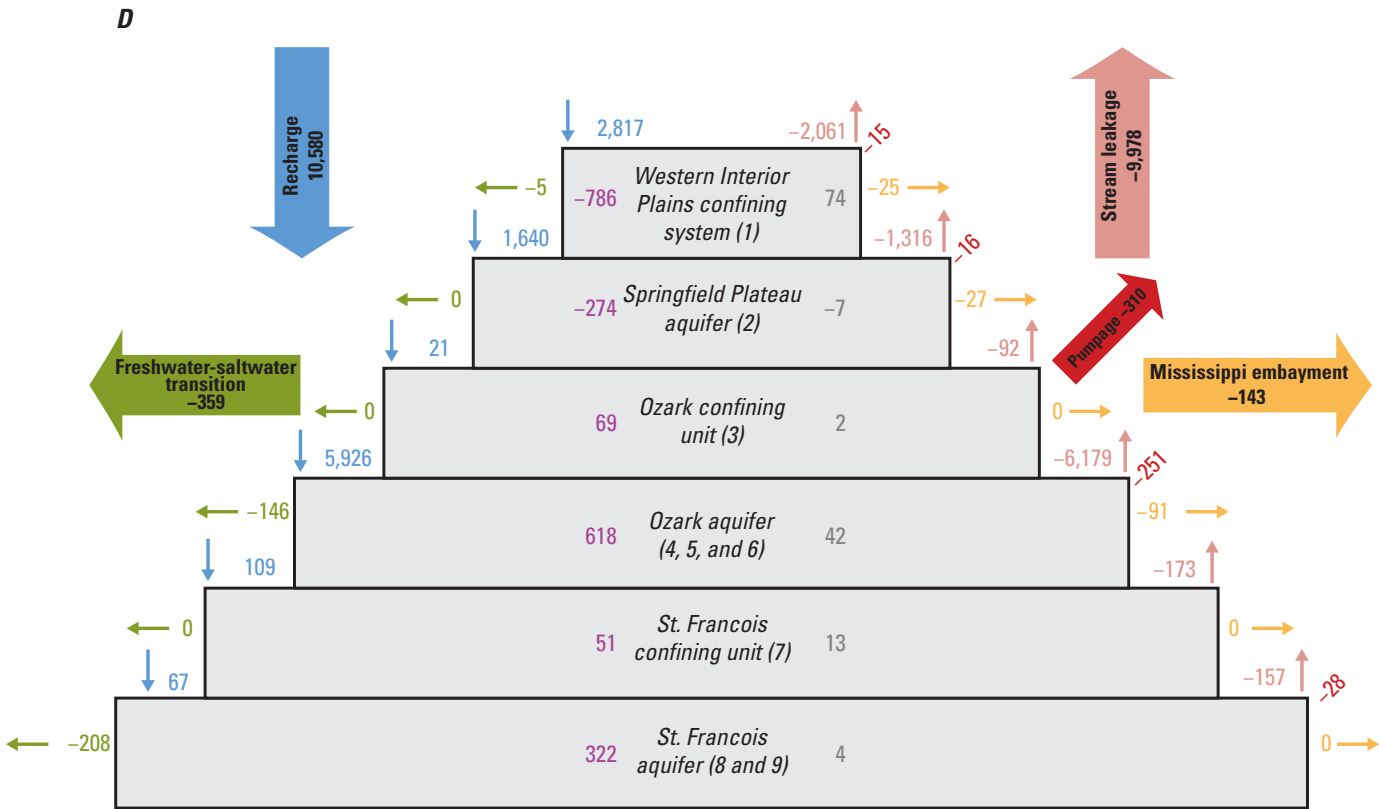 D
Recharge
10,580
Stream leakage
−9,978
2,817
−2,061
−15
−5
−786
Western Interior
Plains confining
system (1)
74
−25
1,640
−1,316
−16
0
−274
Springfield Plateau
aquifer (2)
−7
−27
21
−92
Pumpage −310
Freshwater-saltwater
transition
−359
Mississippi embayment
−143
0
69
Ozark confining
unit (3)
2
0
5,926
−6,179
−251
−146
618
Ozark aquifer
(4, 5, and 6)
42
−91
109
−173
0
51
St. Francois
confining unit (7)
13
0
67
−157
−28
−208
322
St. Francois
aquifer (8 and 9)
4
0